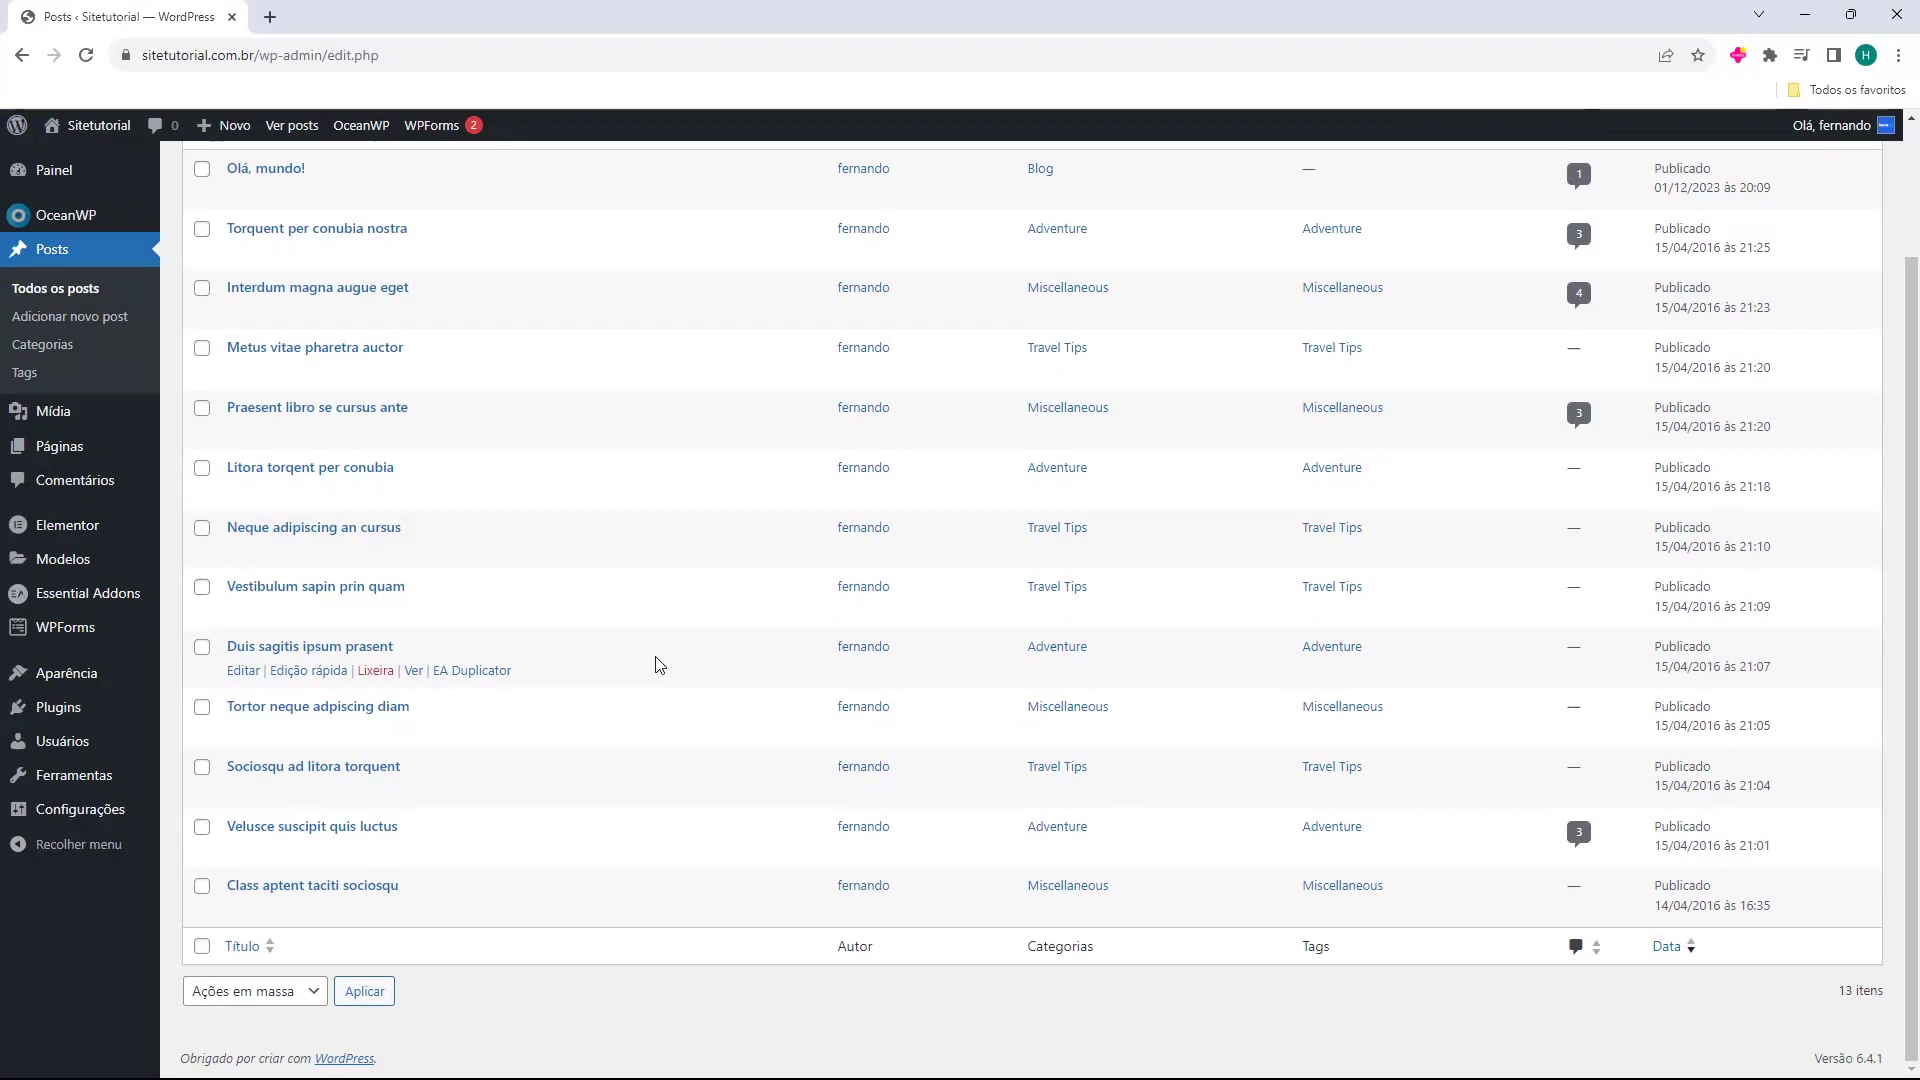 Posts ‹ Sitetutorial — WordPress
sitetutorial.com.br/wp-admin/edit.php
H
Todos os favoritos
Sitetutorial 0 Novo Ver posts OceanWP WPForms 2 Olá, fernando
Painel
OceanWP
Posts
Todos os posts
Adicionar novo post
Categorias
Tags
Mídia
Páginas
Comentários
Elementor
Modelos
Essential Addons
WPForms
Aparência
Plugins
Usuários
Ferramentas
Configurações
Recolher menu
Olá, mundo! fernando Blog — 1 Publicado
01/12/2023 às 20:09
Torquent per conubia nostra fernando Adventure Adventure 3 Publicado
15/04/2016 às 21:25
Interdum magna augue eget fernando Miscellaneous Miscellaneous 4 Publicado
15/04/2016 às 21:23
Metus vitae pharetra auctor fernando Travel Tips Travel Tips — Publicado
15/04/2016 às 21:20
Praesent libro se cursus ante fernando Miscellaneous Miscellaneous 3 Publicado
15/04/2016 às 21:20
Litora torqent per conubia fernando Adventure Adventure — Publicado
15/04/2016 às 21:18
Neque adipiscing an cursus fernando Travel Tips Travel Tips — Publicado
15/04/2016 às 21:10
Vestibulum sapin prin quam fernando Travel Tips Travel Tips — Publicado
15/04/2016 às 21:09
Duis sagitis ipsum prasent fernando Adventure Adventure — Publicado
Editar | Edição rápida | Lixeira | Ver | EA Duplicator 15/04/2016 às 21:07
Tortor neque adpiscing diam fernando Miscellaneous Miscellaneous — Publicado
15/04/2016 às 21:05
Sociosqu ad litora torquent fernando Travel Tips Travel Tips — Publicado
15/04/2016 às 21:04
Velusce suscipit quis luctus fernando Adventure Adventure 3 Publicado
15/04/2016 às 21:01
Class aptent taciti sociosqu fernando Miscellaneous Miscellaneous — Publicado
14/04/2016 às 16:35
Título Autor Categorias Tags Data
Ações em massa Aplicar 13 itens
Obrigado por criar com WordPress. Versão 6.4.1